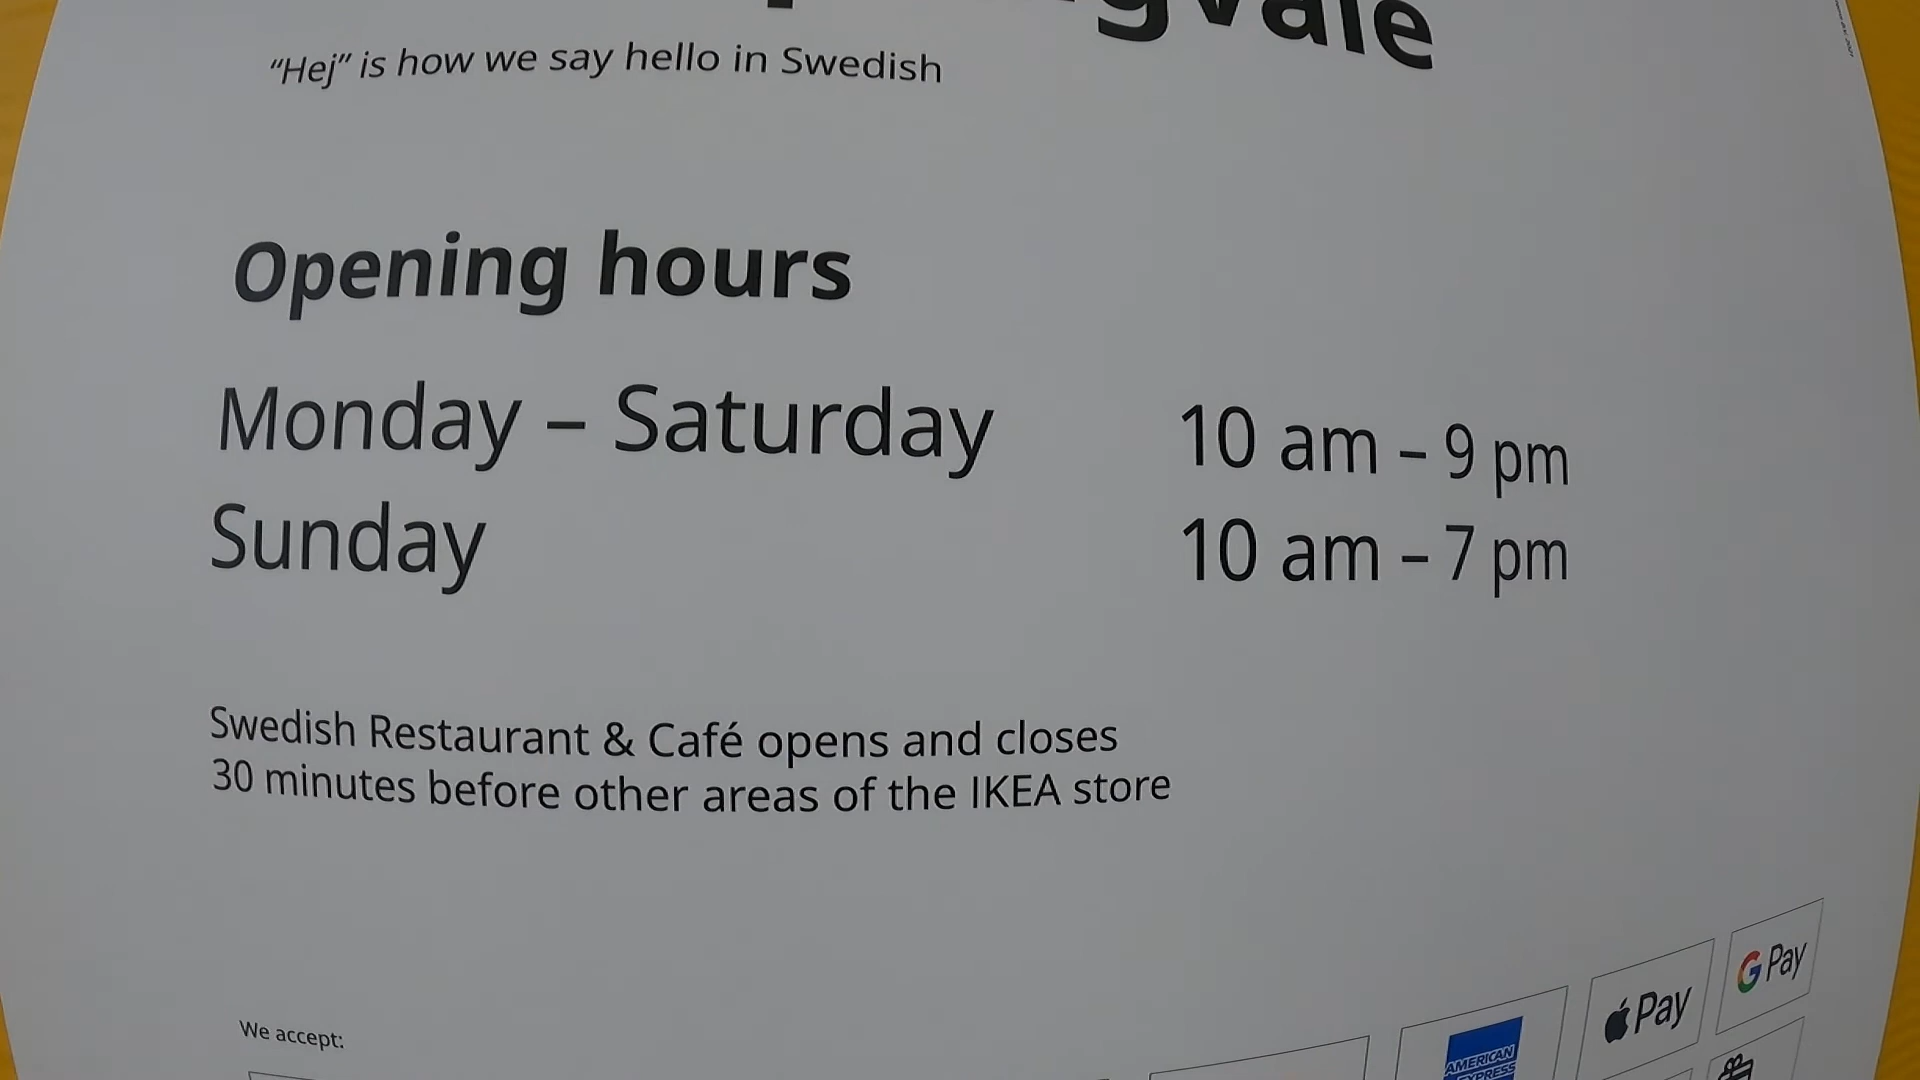 "Hej" is how we say hello in Swedish
Opening hours
Monday – Saturday 10 am – 9 pm
Sunday 10 am – 7 pm
Swedish Restaurant & Café opens and closes
30 minutes before other areas of the IKEA store
G Pay
Pay
We accept:
AMERICAN
EXPRESS